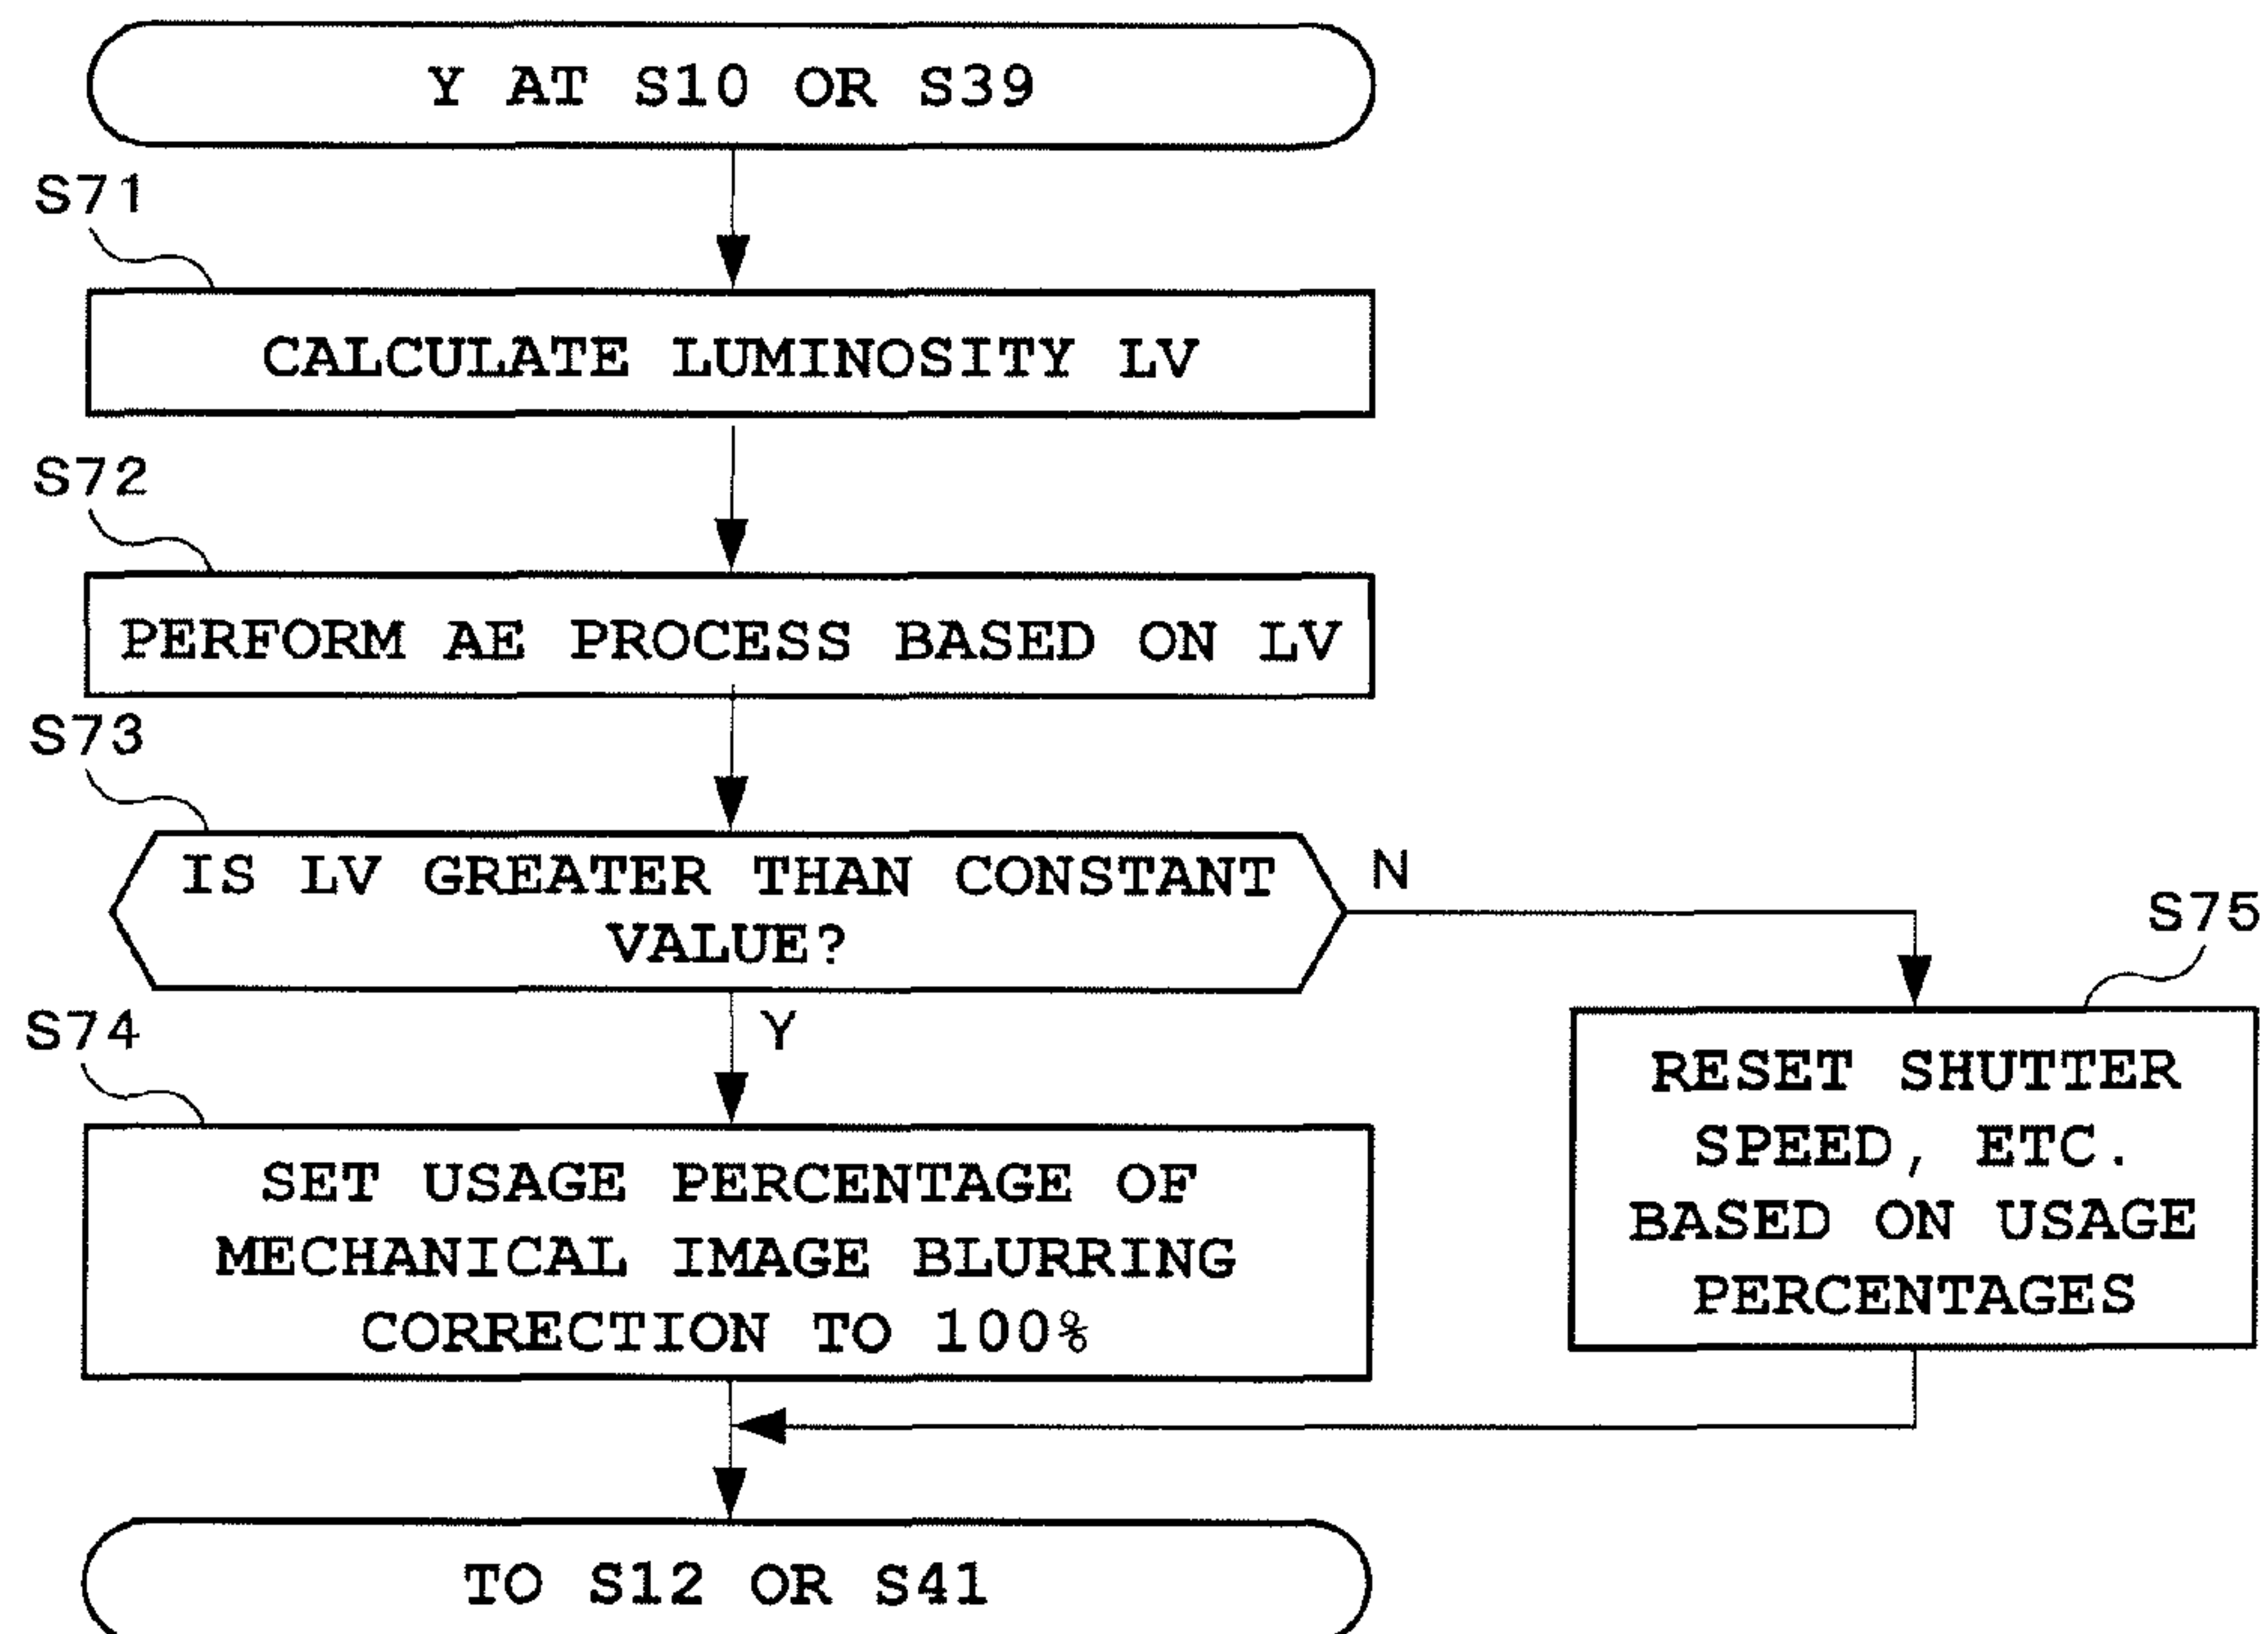 Y AT S10 OR S39
S71
CALCULATE LUMINOSITY LV
S72
PERFORM AE PROCESS BASED ON LV
S73
IS LV GREATER THAN CONSTANT
VALUE?
N
Y
S75
RESET SHUTTER
SPEED, ETC.
BASED ON USAGE
PERCENTAGES
S74
SET USAGE PERCENTAGE OF
MECHANICAL IMAGE BLURRING
CORRECTION TO 100%
TO S12 OR S41